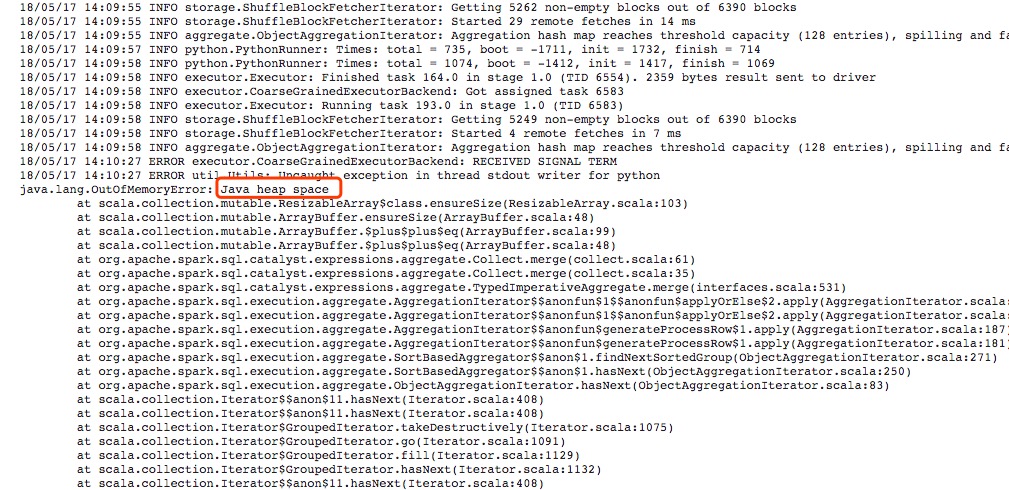 18/05/17 14:09:55 INFO storage.ShuffleBlockFetcherIterator: Getting 5262 non-empty blocks out of 6390 blocks
18/05/17 14:09:55 INFO storage.ShuffleBlockFetcherIterator: Started 29 remote fetches in 14 ms
18/05/17 14:09:55 INFO aggregate.ObjectAggregationIterator: Aggregation hash map reaches threshold capacity (128 entries), spilling and fa
18/05/17 14:09:57 INFO python.PythonRunner: Times: total = 735, boot = -1711, init = 1732, finish = 714
18/05/17 14:09:58 INFO python.PythonRunner: Times: total = 1074, boot = -1412, init = 1417, finish = 1069
18/05/17 14:09:58 INFO executor.Executor: Finished task 164.0 in stage 1.0 (TID 6554). 2359 bytes result sent to driver
18/05/17 14:09:58 INFO executor.CoarseGrainedExecutorBackend: Got assigned task 6583
18/05/17 14:09:58 INFO executor.Executor: Running task 193.0 in stage 1.0 (TID 6583)
18/05/17 14:09:58 INFO storage.ShuffleBlockFetcherIterator: Getting 5249 non-empty blocks out of 6390 blocks
18/05/17 14:09:58 INFO storage.ShuffleBlockFetcherIterator: Started 4 remote fetches in 7 ms
18/05/17 14:09:58 INFO aggregate.ObjectAggregationIterator: Aggregation hash map reaches threshold capacity (128 entries), spilling and fa
18/05/17 14:10:27 ERROR executor.CoarseGrainedExecutorBackend: RECEIVED SIGNAL TERM
18/05/17 14:10:27 ERROR util.Utils: Uncaught exception in thread stdout writer for python
java.lang.OutOfMemoryError: Java heap space
at scala.collection.mutable.ResizableArray$class.ensureSize(ResizableArray.scala:103)
at scala.collection.mutable.ArrayBuffer.ensureSize(ArrayBuffer.scala:48)
at scala.collection.mutable.ArrayBuffer.$plus$plus$eq(ArrayBuffer.scala:99)
at scala.collection.mutable.ArrayBuffer.$plus$plus$eq(ArrayBuffer.scala:48)
at org.apache.spark.sql.catalyst.expressions.aggregate.Collect.merge(collect.scala:61)
at org.apache.spark.sql.catalyst.expressions.aggregate.Collect.merge(collect.scala:35)
at org.apache.spark.sql.catalyst.expressions.aggregate.TypedImperativeAggregate.merge(interfaces.scala:531)
at org.apache.spark.sql.execution.aggregate.AggregationIterator$$anonfun$1$$anonfun$applyOrElse$2.apply(AggregationIterator.scala:
at org.apache.spark.sql.execution.aggregate.AggregationIterator$$anonfun$1$$anonfun$applyOrElse$2.apply(AggregationIterator.scala:
at org.apache.spark.sql.execution.aggregate.AggregationIterator$$anonfun$generateProcessRow$1.apply(AggregationIterator.scala:187)
at org.apache.spark.sql.execution.aggregate.AggregationIterator$$anonfun$generateProcessRow$1.apply(AggregationIterator.scala:181)
at org.apache.spark.sql.execution.aggregate.SortBasedAggregator$$anon$1.findNextSortedGroup(ObjectAggregationIterator.scala:271)
at org.apache.spark.sql.execution.aggregate.SortBasedAggregator$$anon$1.hasNext(ObjectAggregationIterator.scala:250)
at org.apache.spark.sql.execution.aggregate.ObjectAggregationIterator.hasNext(ObjectAggregationIterator.scala:83)
at scala.collection.Iterator$$anon$11.hasNext(Iterator.scala:408)
at scala.collection.Iterator$$anon$11.hasNext(Iterator.scala:408)
at scala.collection.Iterator$GroupedIterator.takeDestructively(Iterator.scala:1075)
at scala.collection.Iterator$GroupedIterator.go(Iterator.scala:1091)
at scala.collection.Iterator$GroupedIterator.fill(Iterator.scala:1129)
at scala.collection.Iterator$GroupedIterator.hasNext(Iterator.scala:1132)
at scala.collection.Iterator$$anon$11.hasNext(Iterator.scala:408)